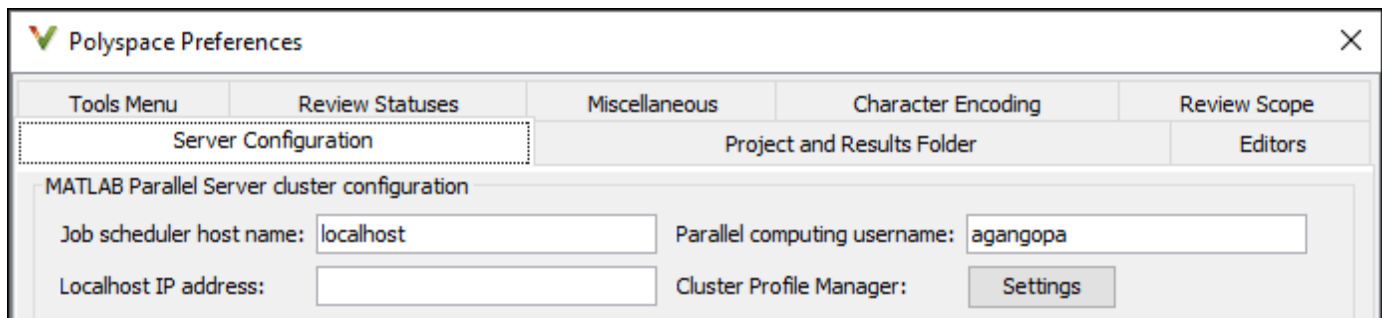 Polyspace Preferences
Tools Menu Review Statuses Miscellaneous Character Encoding Review Scope
Server Configuration Project and Results Folder Editors
MATLAB Parallel Server cluster configuration
Job scheduler host name: localhost Parallel computing username: agangopa
Localhost IP address: Cluster Profile Manager: Settings